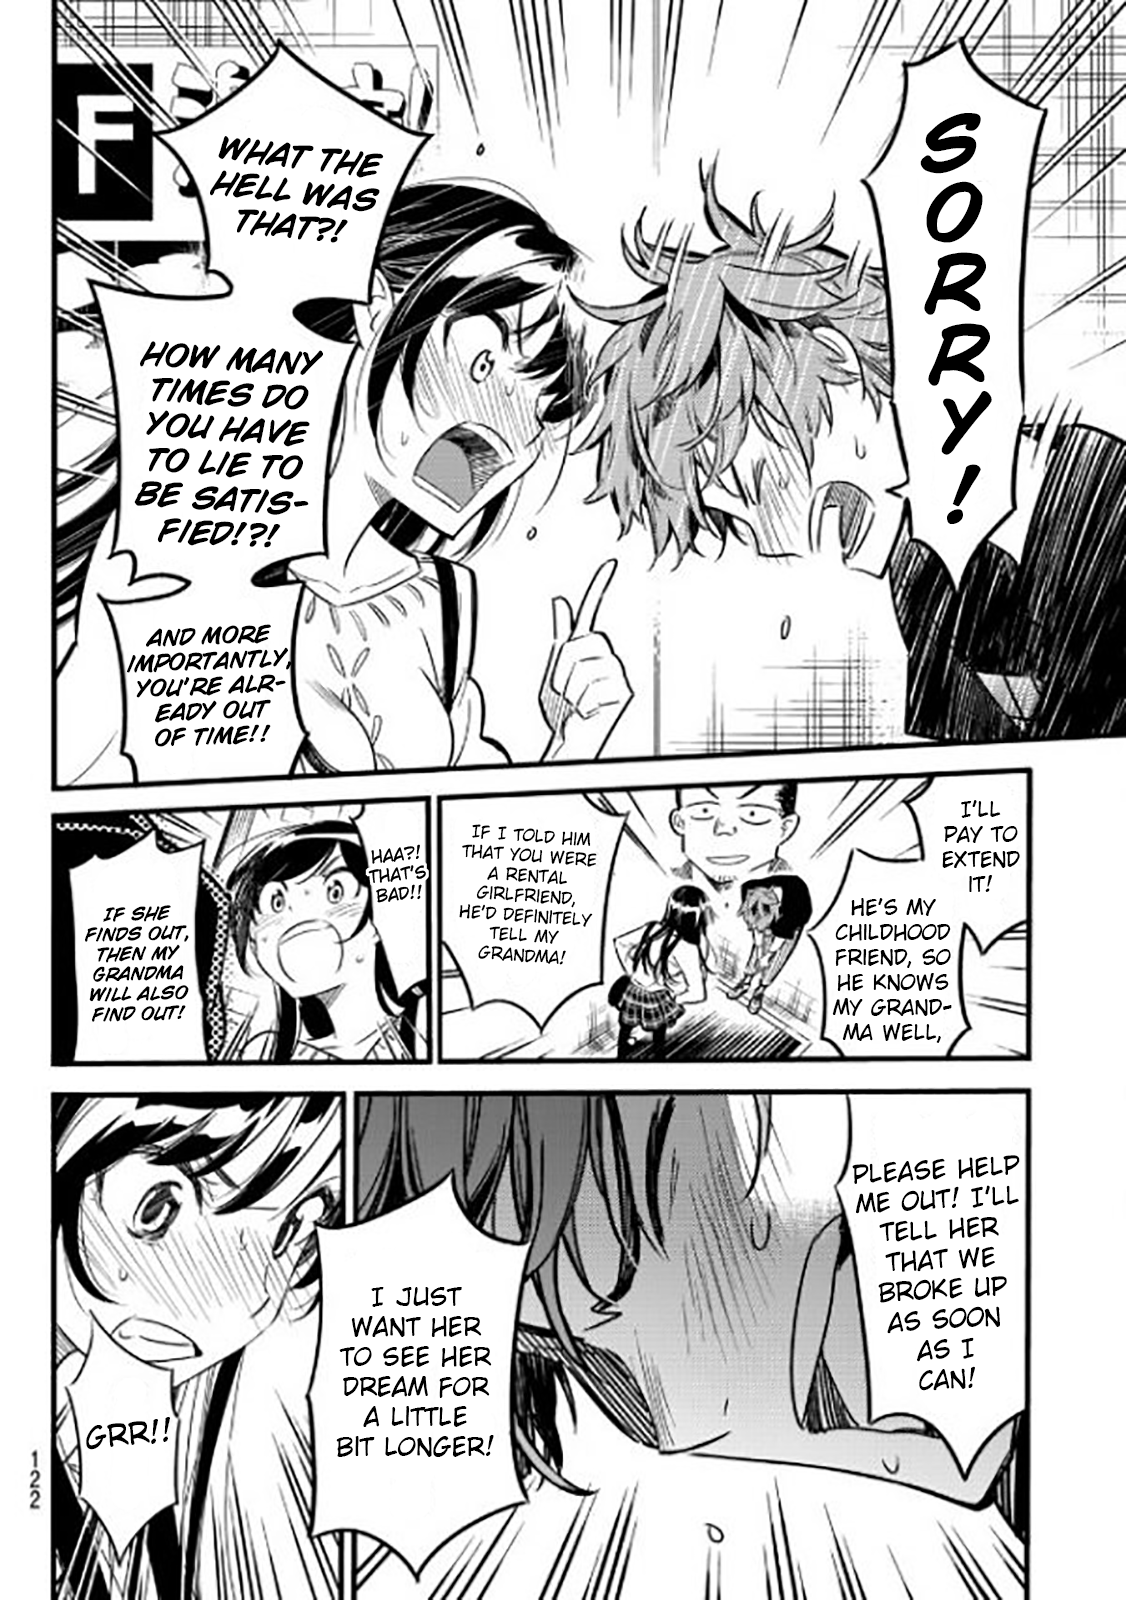 SORRY!
WHAT THE
HELL WAS
THAT?!
HOW MANY
TIMES DO
YOU HAVE
TO LIE TO
BE SATIS-
FIED!?!
AND MORE
IMPORTANTLY,
YOU'RE ALR-
EADY OUT
OF TIME!!
F
I'LL
PAY TO
EXTEND
IT!
HE'S MY
CHILDHOOD
FRIEND, SO
HE KNOWS
MY GRAND-
MA WELL,
IF I TOLD HIM
THAT YOU WERE
A RENTAL
GIRLFRIEND,
HE'D DEFINITELY
TELL MY
GRANDMA!
HAA?!
THAT'S
BAD!!
IF SHE
FINDS OUT,
THEN MY
GRANDMA
WILL ALSO
FIND OUT!
PLEASE HELP
ME OUT! I'LL
TELL HER
THAT WE
BROKE UP
AS SOON
AS I
CAN!
I JUST
WANT HER
TO SEE HER
DREAM FOR
A LITTLE
BIT LONGER!
GRR!!
122